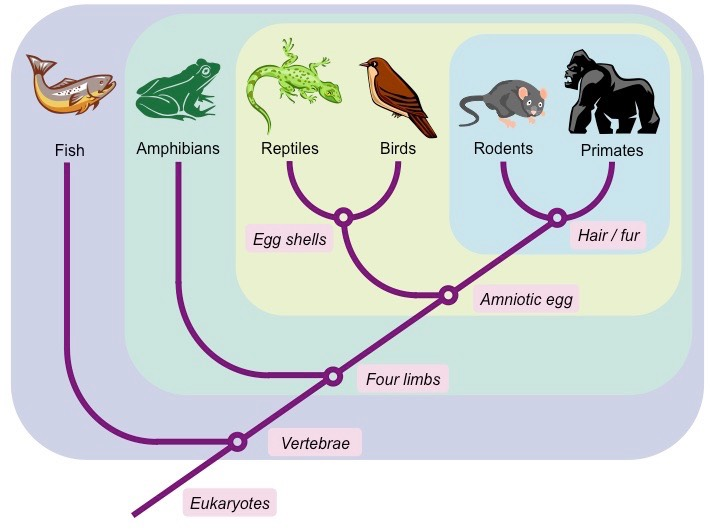 Fish
Amphibians
Reptiles
Birds
Rodents
Primates
Egg shells
Hair / fur
Amniotic egg
Four limbs
Vertebrae
Eukaryotes